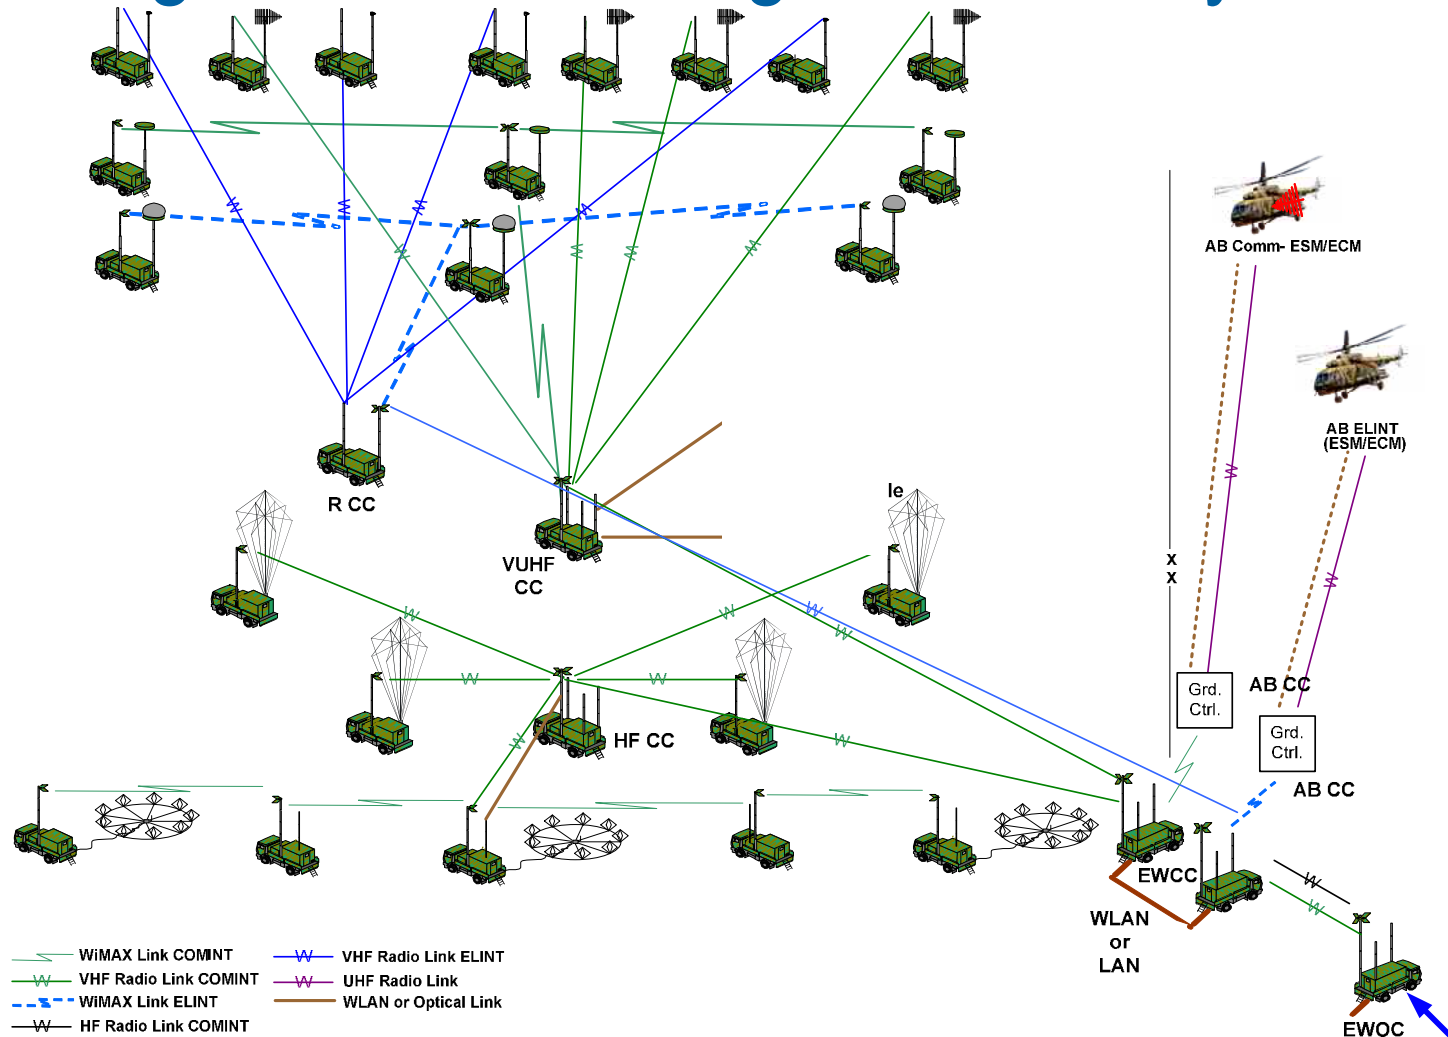 AB Comm- ESM/ECM
AB ELINT
(ESM/ECM)
R CC
le
VUHF
CC
X
X
Grd.
Ctrl.
AB CC
HF CC
Grd.
Ctrl.
AB CC
EWCC
WLAN
or
LAN
EWOC
WiMAX Link COMINT
VHF Radio Link COMINT
WiMAX Link ELINT
HF Radio Link COMINT
VHF Radio Link ELINT
UHF Radio Link
WLAN or Optical Link